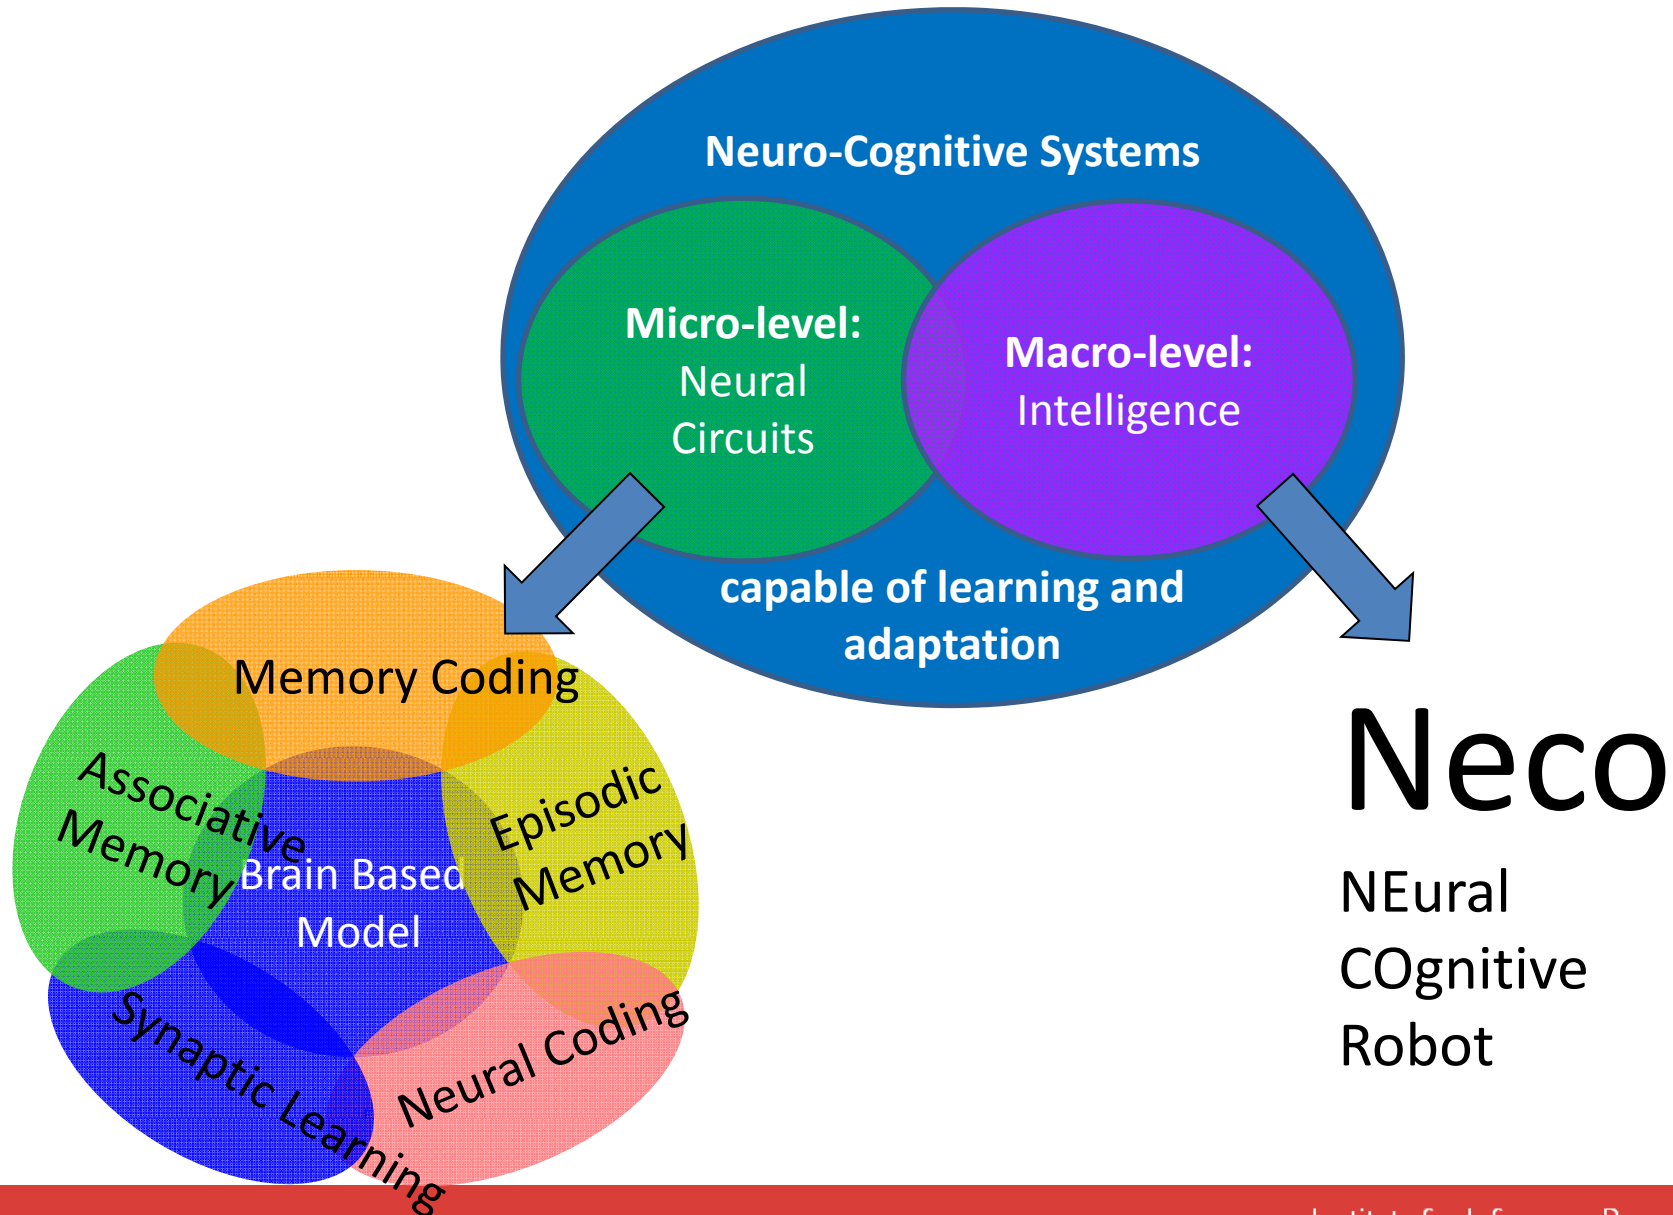 Neuro-Cognitive Systems
Micro-level:
Neural
Circuits
Macro-level:
Intelligence
capable of learning and
adaptation
Memory Coding
Associative
Memory
Episodic
Memory
Brain Based
Model
Synaptic Learning
Neural Coding
Neco
NEural
COgnitive
Robot